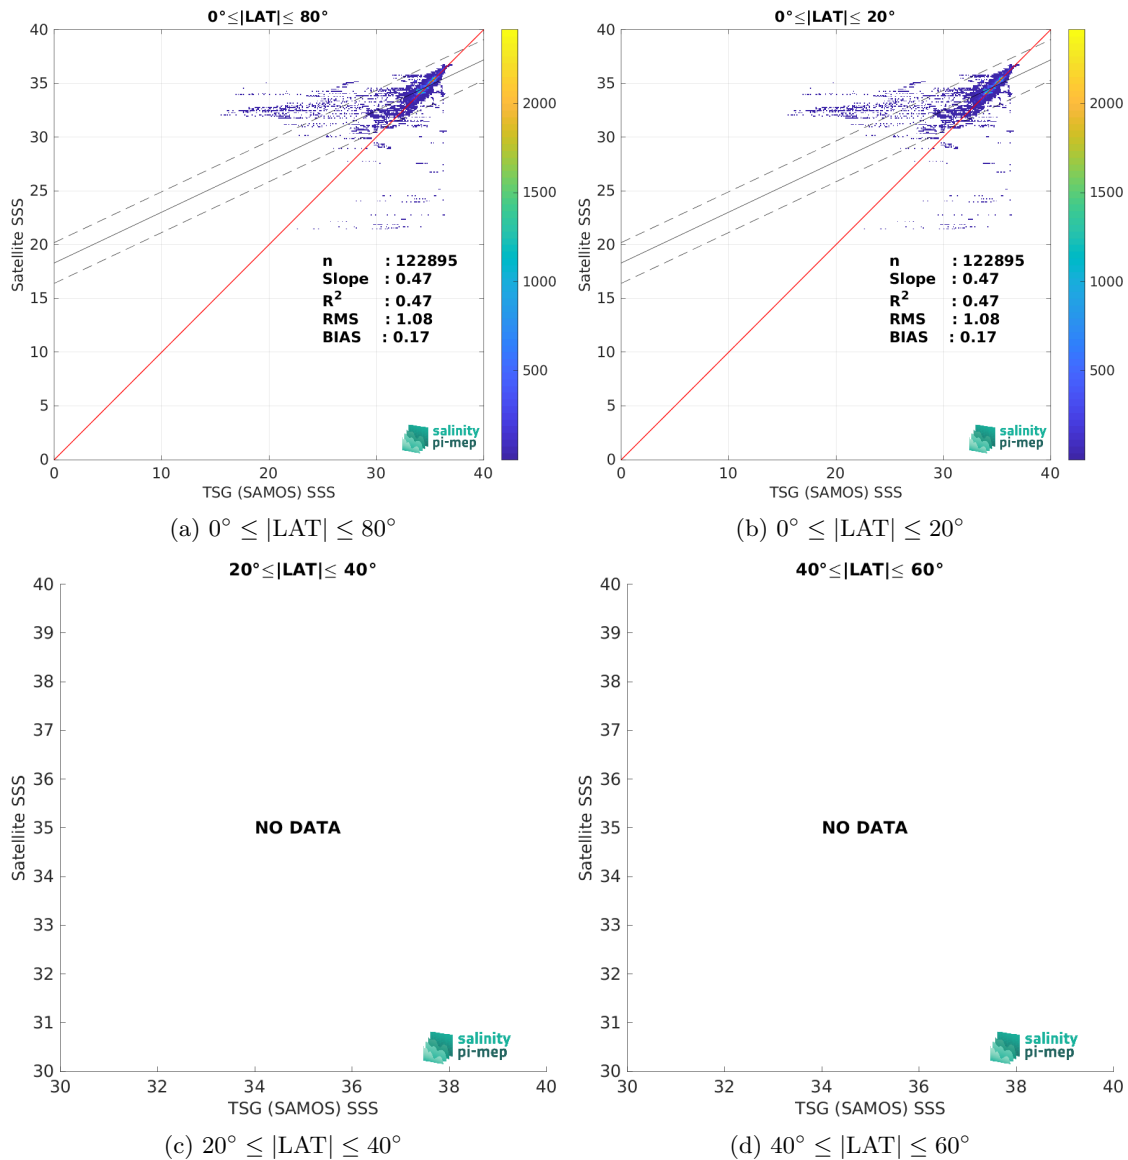 0°≤|LAT|≤ 80°
40
35
30
25
20
15
10
5
0
Satellite SSS
n : 122895
Slope : 0.47
R² : 0.47
RMS : 1.08
BIAS : 0.17
salinity
pi-mep
0 10 20 30 40
TSG (SAMOS) SSS
2000
1500
1000
500
(a) 0° ≤ |LAT| ≤ 80°
0°≤|LAT|≤ 20°
40
35
30
25
20
15
10
5
0
Satellite SSS
n : 122895
Slope : 0.47
R² : 0.47
RMS : 1.08
BIAS : 0.17
salinity
pi-mep
0 10 20 30 40
TSG (SAMOS) SSS
2000
1500
1000
500
(b) 0° ≤ |LAT| ≤ 20°
20°≤|LAT|≤ 40°
40
39
38
37
36
35
34
33
32
31
30
Satellite SSS
NO DATA
salinity
pi-mep
30 32 34 36 38 40
TSG (SAMOS) SSS
(c) 20° ≤ |LAT| ≤ 40°
40°≤|LAT|≤ 60°
40
39
38
37
36
35
34
33
32
31
30
Satellite SSS
NO DATA
salinity
pi-mep
30 32 34 36 38 40
TSG (SAMOS) SSS
(d) 40° ≤ |LAT| ≤ 60°